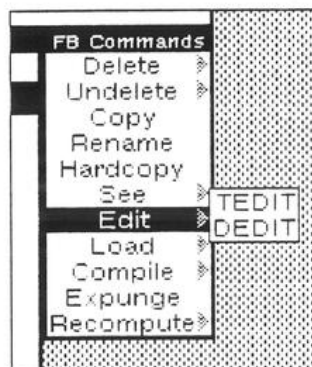 FB Commands
Delete
Undelete
Copy
Rename
Hardcopy
See
Edit
TEDIT
DEDIT
Load
Compile
Expunge
Recompute